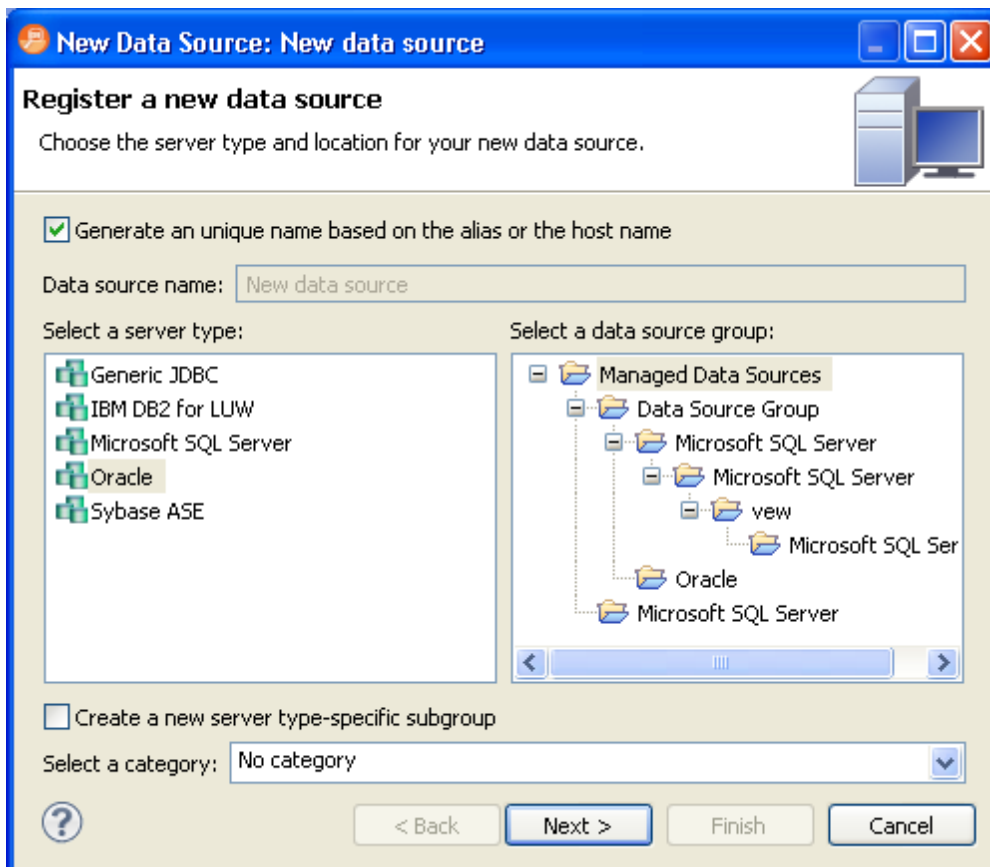 New Data Source: New data source
Register a new data source
Choose the server type and location for your new data source.
Generate an unique name based on the alias or the host name
Data source name: New data source
Select a server type:
Generic JDBC
IBM DB2 for LUW
Microsoft SQL Server
Oracle
Sybase ASE
Select a data source group:
Managed Data Sources
Data Source Group
Microsoft SQL Server
Microsoft SQL Server
vew
Microsoft SQL Ser
Oracle
Microsoft SQL Server
Create a new server type-specific subgroup
Select a category: No category
? < Back Next > Finish Cancel